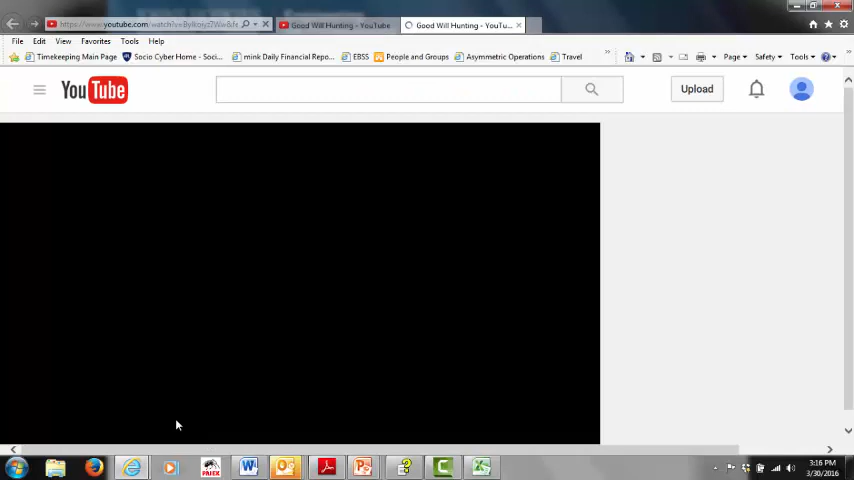 Good Will Hunting - YouTube
Good Will Hunting - YouTu...
File Edit View Favorites Tools Help
Timekeeping Main Page Socio Cyber Home - Soci... mink Daily Financial Repo... EBSS People and Groups Asymmetric Operations Travel Page Safety Tools
YouTube Upload
3:16 PM
3/30/2016